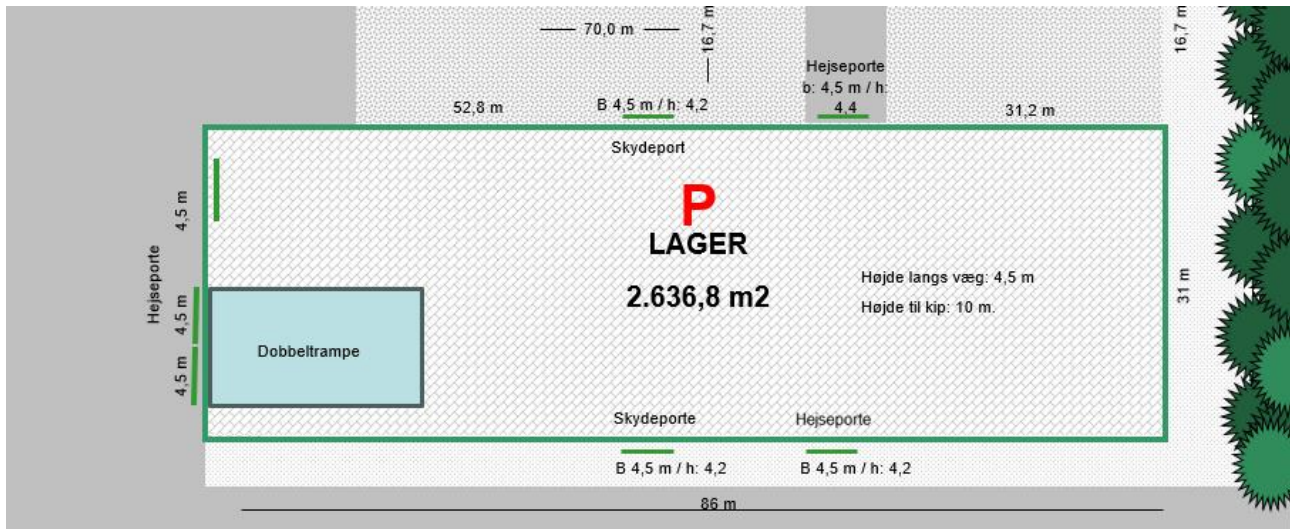 70,0 m
16,7 m
16,7 m
Hejseporte
b: 4,5 m / h:
4,4
52,8 m
B 4,5 m / h: 4,2
31,2 m
Skydeport
4,5 m
P
LAGER
2.636,8 m2
Højde langs væg: 4,5 m
Højde til kip: 10 m.
31 m
Hejseporte
4,5 m
4,5 m
Dobbeltrampe
Skydeporte
Hejseporte
B 4,5 m / h: 4,2
B 4,5 m / h: 4,2
86 m